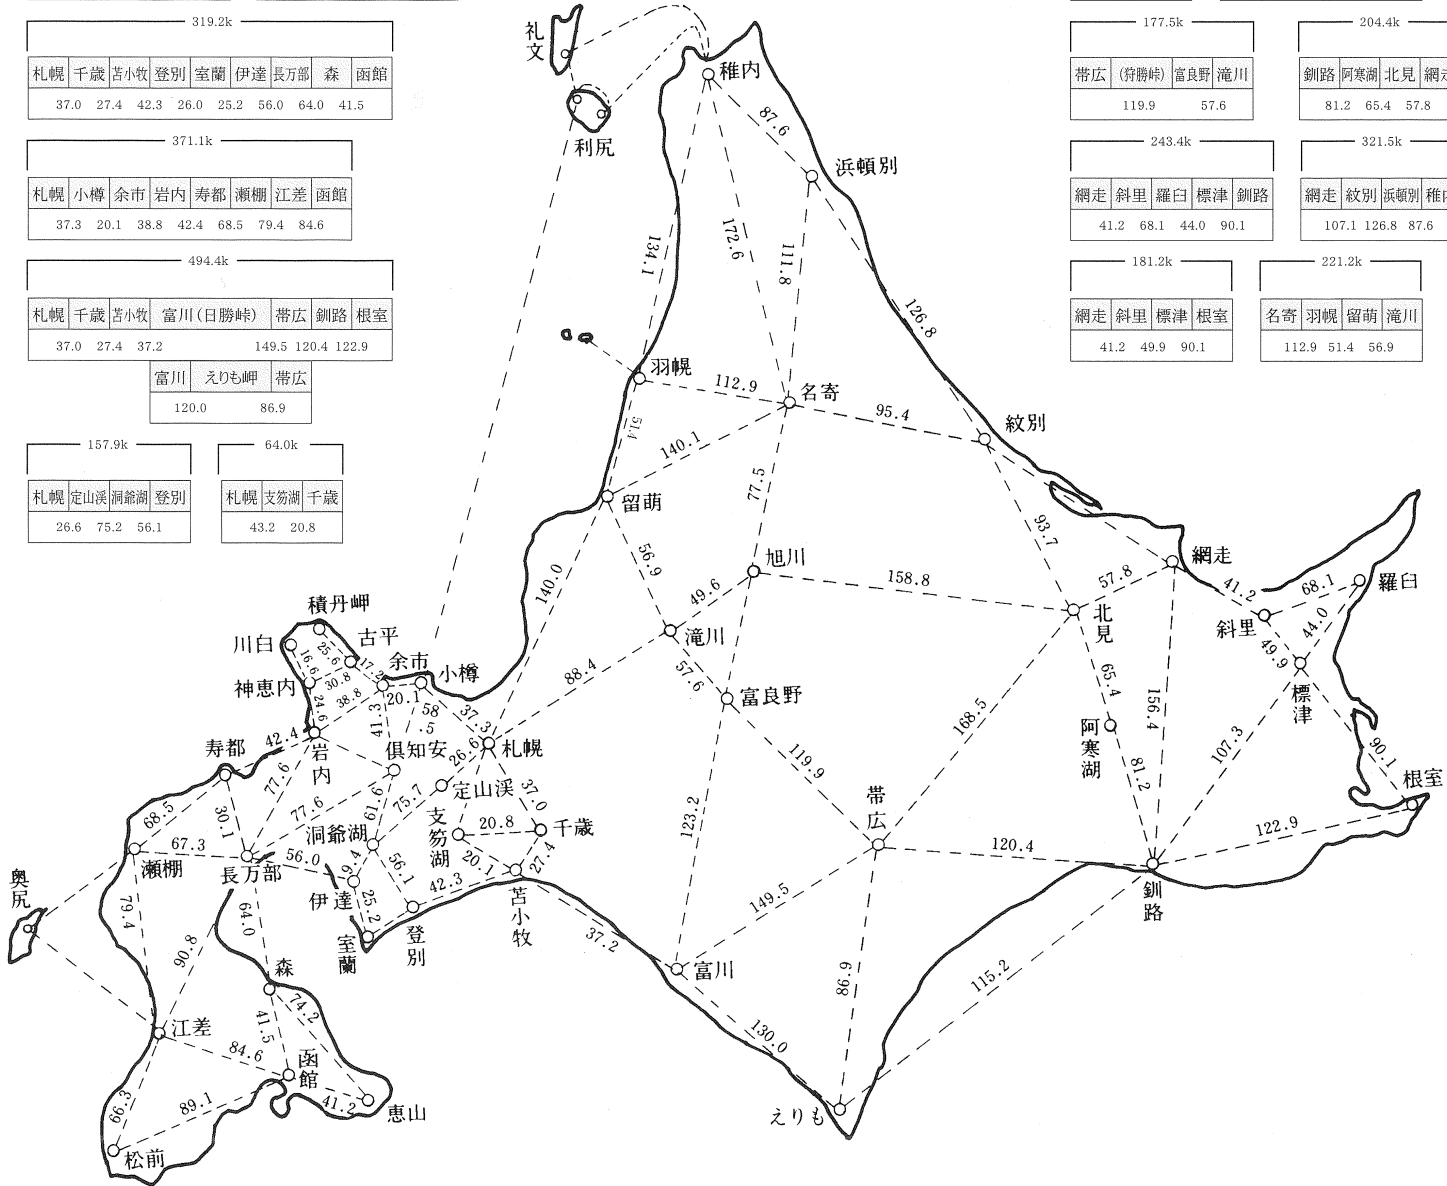 319.2k
札幌 千歳 苫小牧 登別 室蘭 伊達 長万部 森 函館
37.0 27.4 42.3 26.0 25.2 56.0 64.0 41.5
371.1k
札幌 小樽 余市 岩内 寿都 瀬棚 江差 函館
37.3 20.1 38.8 42.4 68.5 79.4 84.6
494.4k
札幌 千歳 苫小牧 富川(日勝峠) 帯広 釧路 根室
37.0 27.4 37.2 149.5 120.4 122.9
富川 えりも岬 帯広
120.0 86.9
157.9k
札幌 定山渓 洞爺湖 登別
26.6 75.2 56.1
64.0k
札幌 支笏湖 千歳
43.2 20.8
177.5k
帯広 (狩勝峠) 富良野 滝川
119.9 57.6
204.4k
釧路 阿寒湖 北見 網走
81.2 65.4 57.8
243.4k
網走 斜里 羅臼 標津 釧路
41.2 68.1 44.0 90.1
321.5k
網走 紋別 浜頓別 稚内
107.1 126.8 87.6
181.2k
網走 斜里 標津 根室
41.2 49.9 90.1
221.2k
名寄 羽幌 留萌 滝川
112.9 51.4 56.9
礼文
利尻
稚内
87.6
浜頓別
134.1
172.6
111.8
126.8
羽幌
112.9
名寄
95.4
紋別
51.4
140.1
77.5
留萌
93.7
56.9
旭川
158.8
57.8
網走
41.2
68.1
羅臼
140.0
49.6
北見
斜里
44.0
49.9
積丹岬
川白
古平
25.6
16.6
17.2
余市
小樽
滝川
神恵内
30.8
38.8
24.6
20.1
58.5
37.3
88.4
57.6
富良野
65.4
156.4
標津
168.5
阿寒湖
107.3
90.1
寿都
42.4
岩内
41.3
倶知安
26.6
札幌
119.9
81.2
根室
77.6
77.6
61.6
75.7
定山渓
37.0
68.5
30.1
洞爺湖
支笏湖
20.8
千歳
123.2
帯広
120.4
122.9
67.3
瀬棚
長万部
56.0
9.4
56.1
20.1
27.4
釧路
奥尻
伊達
25.2
42.3
苫小牧
149.5
79.4
64.0
室蘭
登別
37.2
90.8
富川
86.9
115.2
森
74.2
江差
41.5
130.0
84.6
函館
66.3
89.1
41.2
恵山
えりも
松前